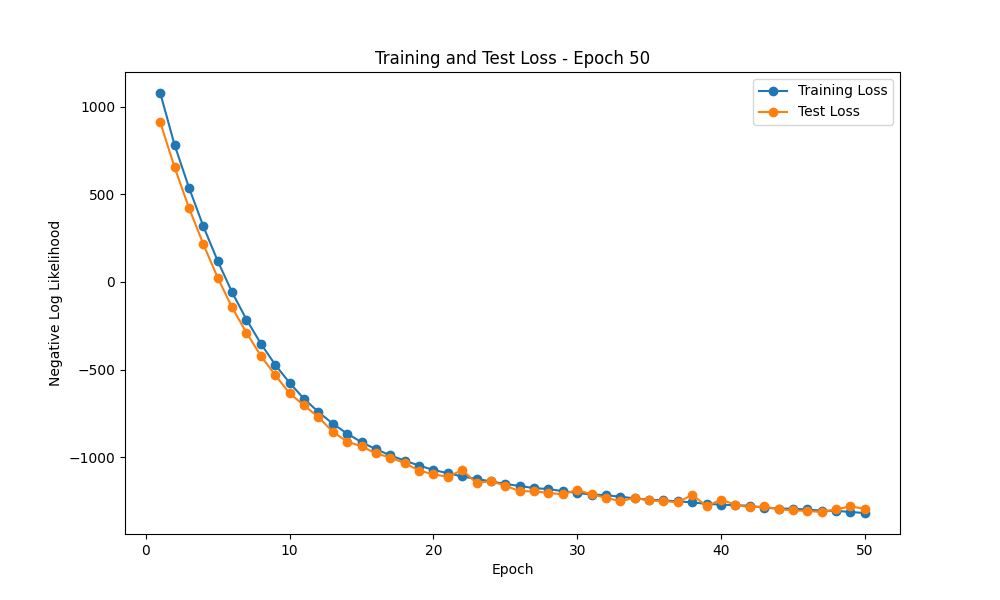 Training and Test Loss - Epoch 50
Training Loss
Test Loss
Negative Log Likelihood
1000
500
0
−500
−1000
0
10
20
30
40
50
Epoch